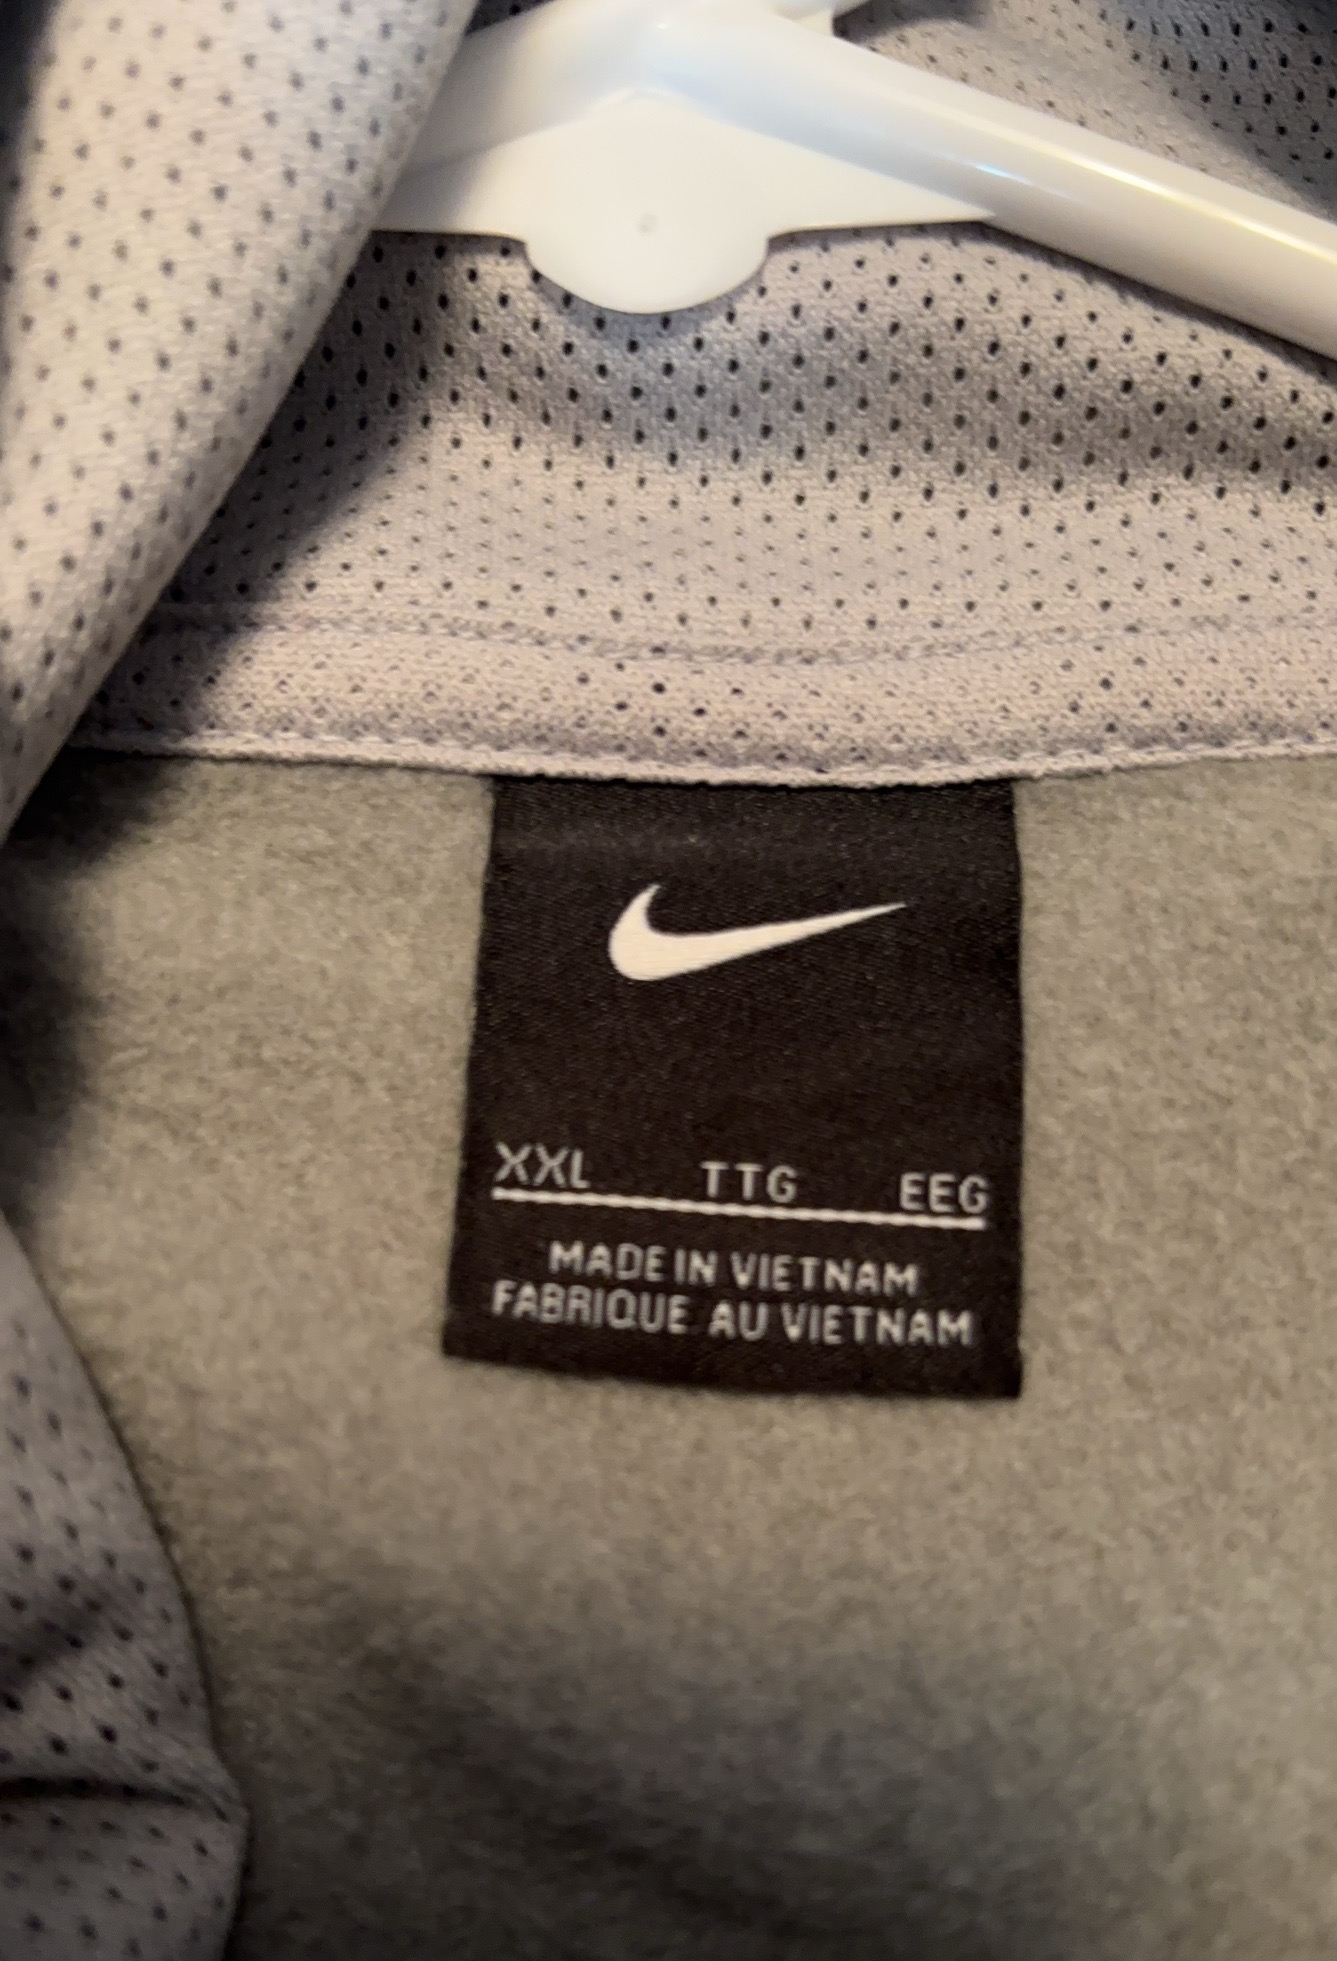 XXL TTG EEG
MADE IN VIETNAM
FABRIQUE AU VIETNAM